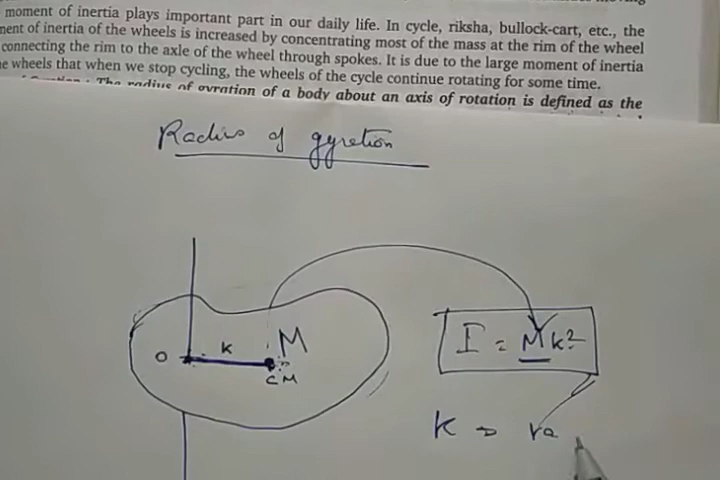 moment of inertia plays important part in our daily life. In cycle, riksha, bullock-cart, etc., the
ment of inertia of the wheels is increased by concentrating most of the mass at the rim of the wheel
connecting the rim to the axle of the wheel through spokes. It is due to the large moment of inertia
e wheels that when we stop cycling, the wheels of the cycle continue rotating for some time.
The radius of gyration of a body about an axis of rotation is defined as the
Radius of gyretion
O K M
CM
I = MK²
K → ra